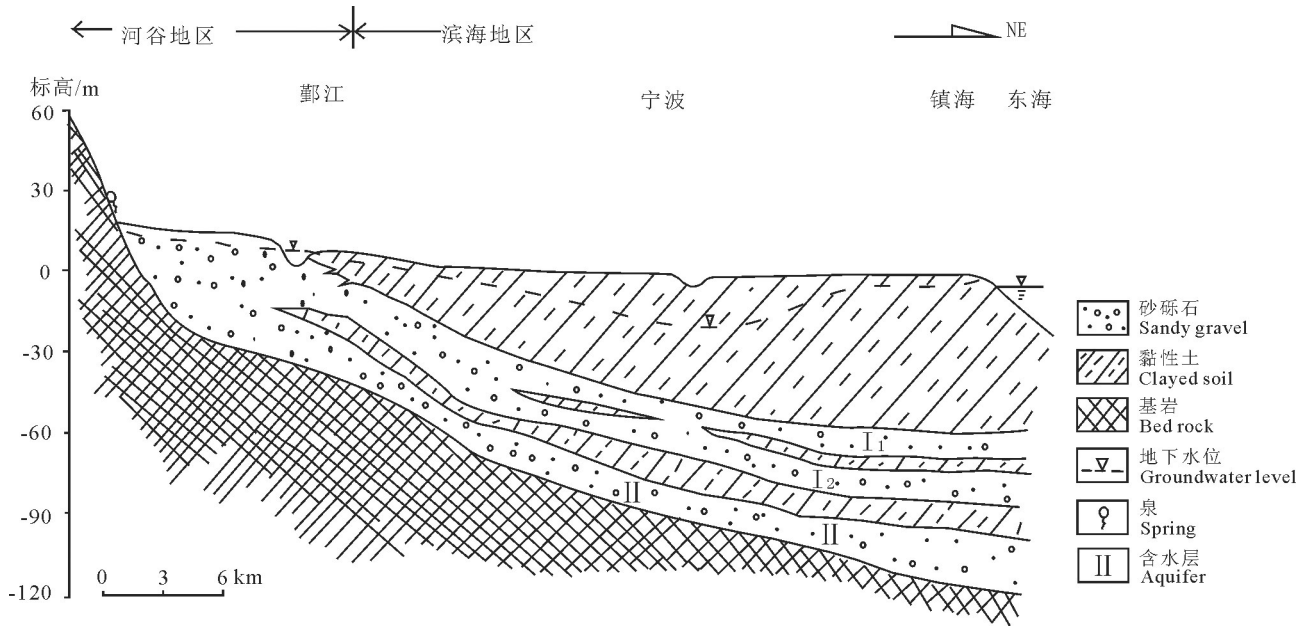 河谷地区
滨海地区
NE
标高/m
鄞江
宁波
镇海
东海
60
30
0
-30
-60
-90
-120
I1
I2
II
II
0 3 6 km
砂砾石
Sandy gravel
黏性土
Clayed soil
基岩
Bed rock
地下水位
Groundwater level
泉
Spring
II
含水层
Aquifer